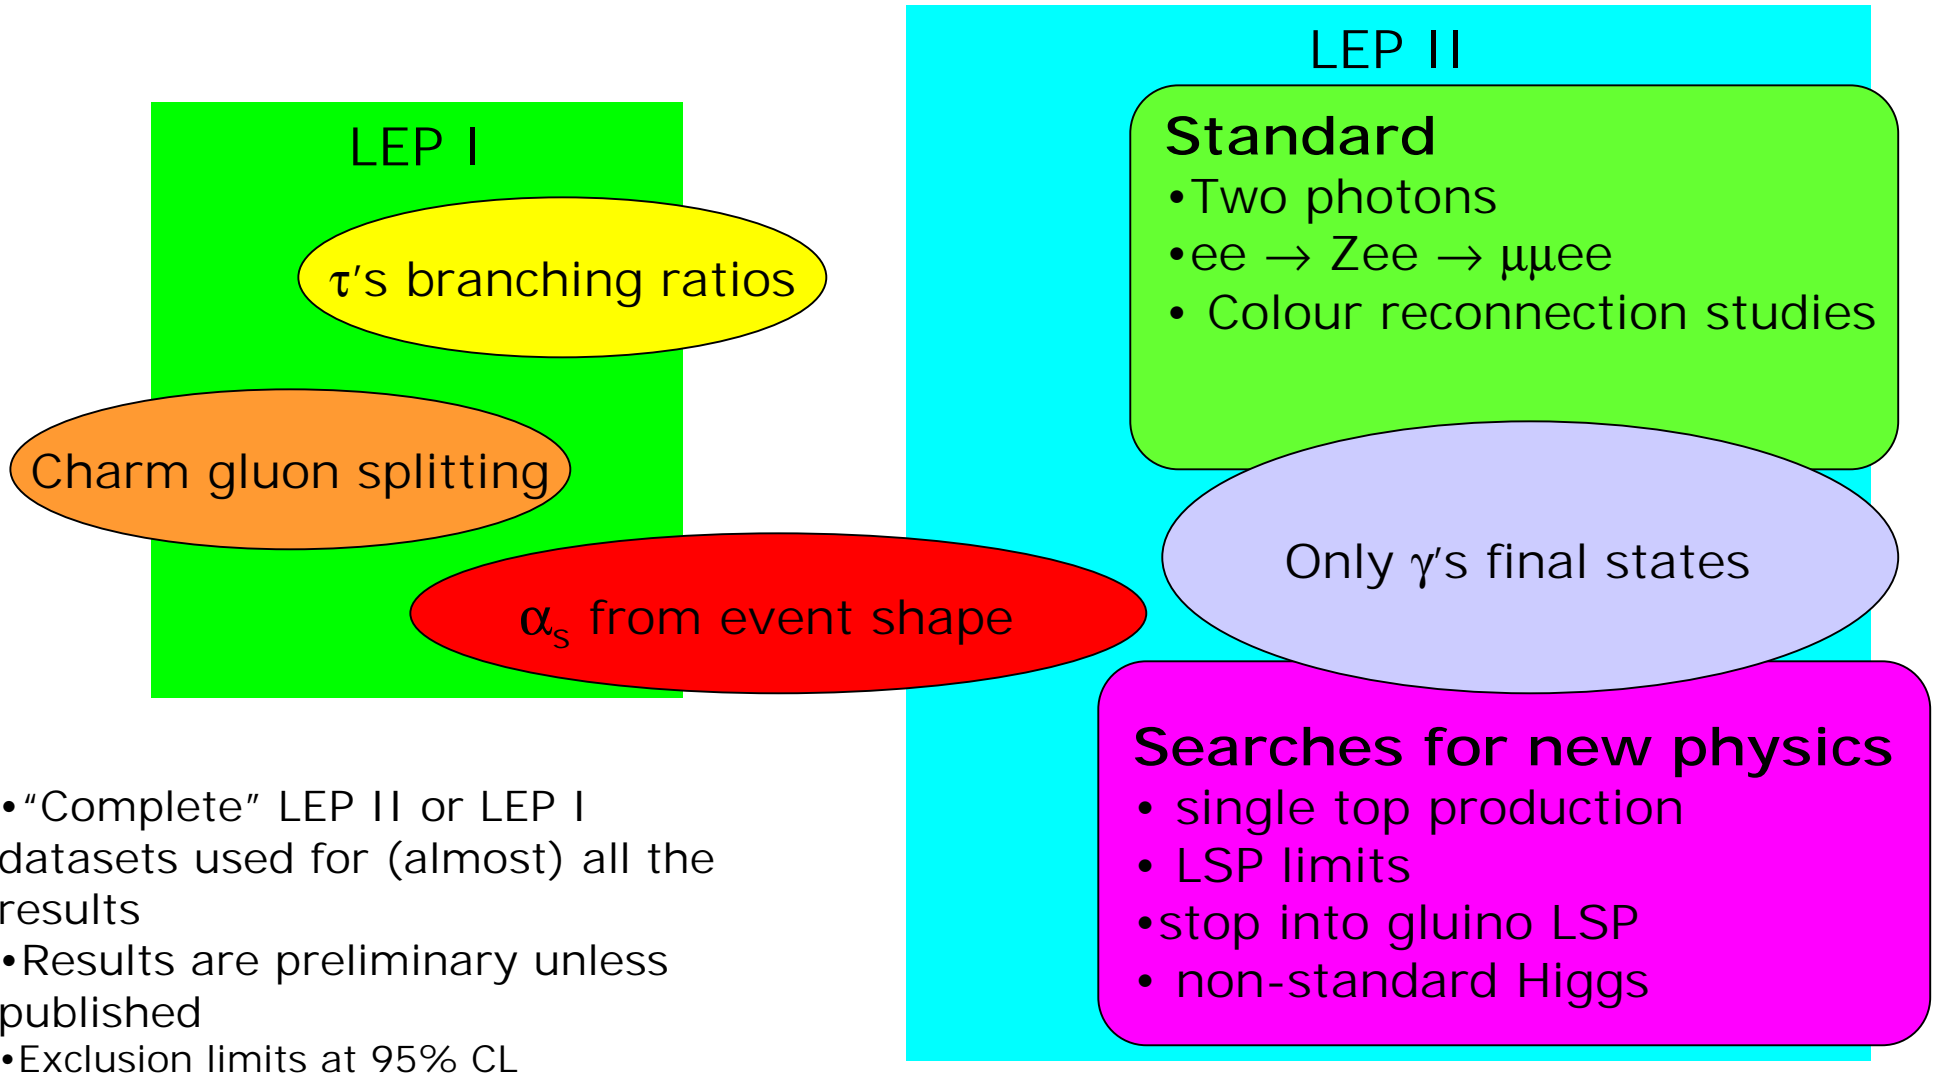 LEP II
LEP I
Standard
•Two photons
•ee → Zee → μμee
• Colour reconnection studies
τ's branching ratios
Charm gluon splitting
αs from event shape
Only γ's final states
Searches for new physics
• single top production
• LSP limits
•stop into gluino LSP
• non-standard Higgs
•"Complete" LEP II or LEP I
datasets used for (almost) all the
results
•Results are preliminary unless
published
•Exclusion limits at 95% CL